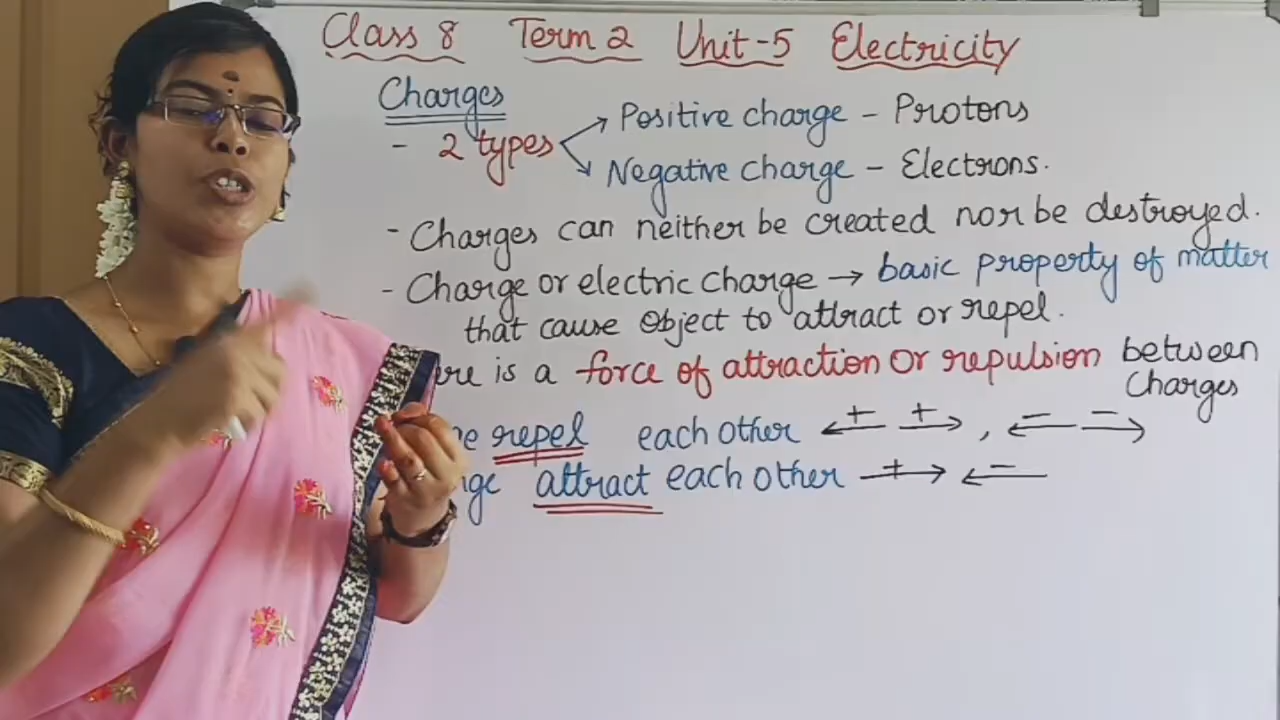 Class 8 Term 2 Unit-5 Electricity
Charges
- 2 types
Positive charge - Protons
Negative charge - Electrons.
- Charges can neither be created nor be destroyed.
- Charge or electric charge → basic property of matter
that cause object to attract or repel.
is a force of attraction or repulsion between
Charges
repel each other ← + + → , ← - - →
attract each other + → ← -